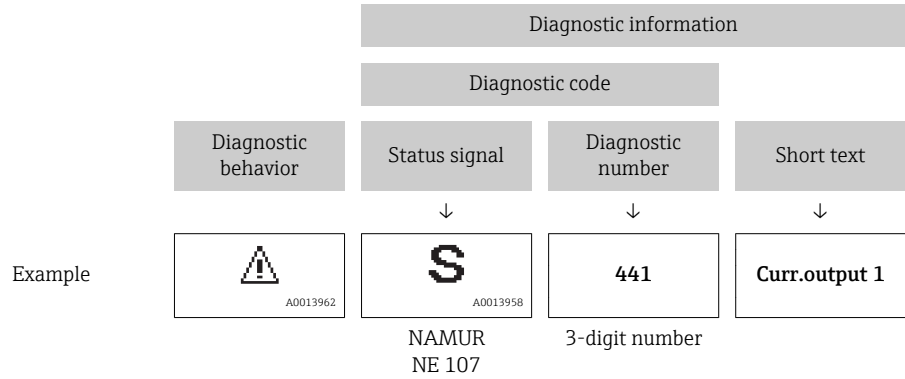 Diagnostic information
Diagnostic code
Diagnostic
behavior
Status signal
Diagnostic
number
Short text
↓ ↓ ↓
Example
A0013962
S
A0013958
441
Curr.output 1
NAMUR
NE 107
3-digit number